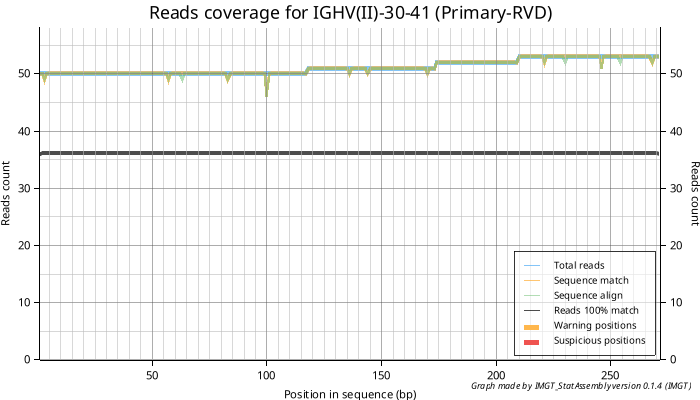 Reads coverage for IGHV(II)-30-41 (Primary-RVD)
50
50
40
40
30
30
20
20
10
10
0
0
Reads count
Reads count
Total reads
Sequence match
Sequence align
Reads 100% match
Warning positions
Suspicious positions
50
100
150
200
250
Position in sequence (bp)
Graph made by IMGT_StatAssembly version 0.1.4 (IMGT)